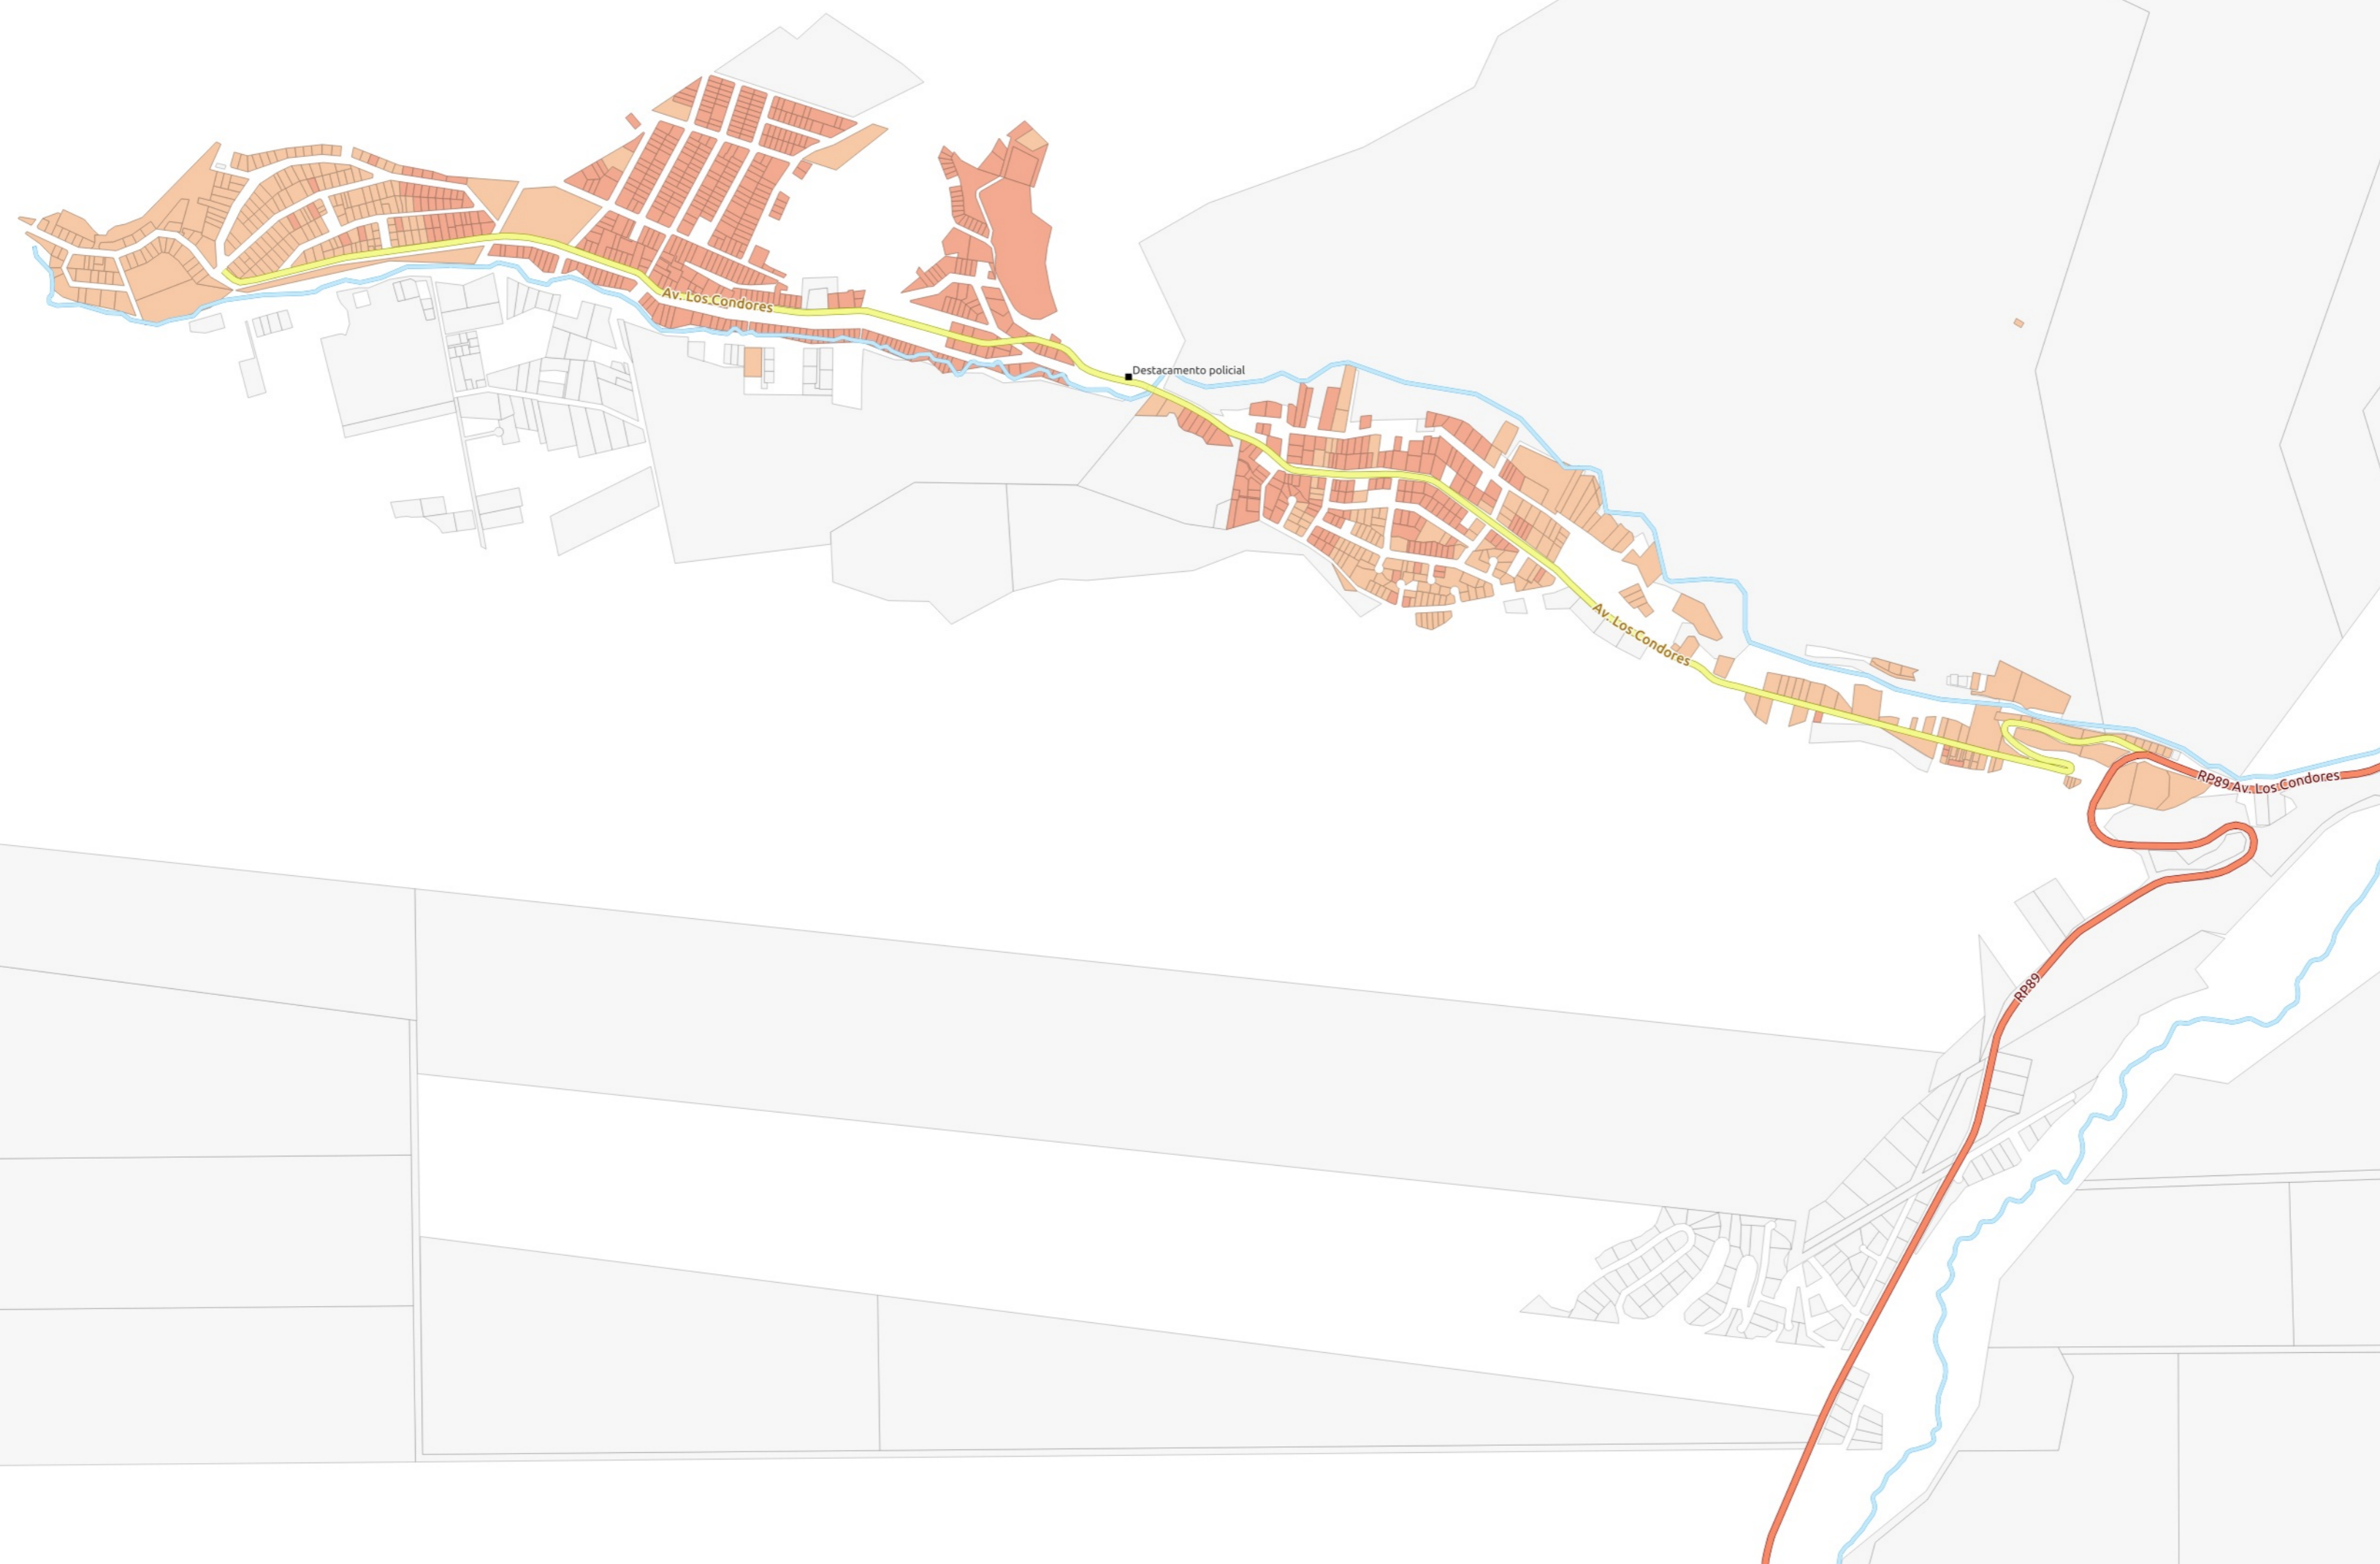 Av. Los Condores
Destacamento policial
Av. Los Condores
RP89 Av. Los Condores
RP89